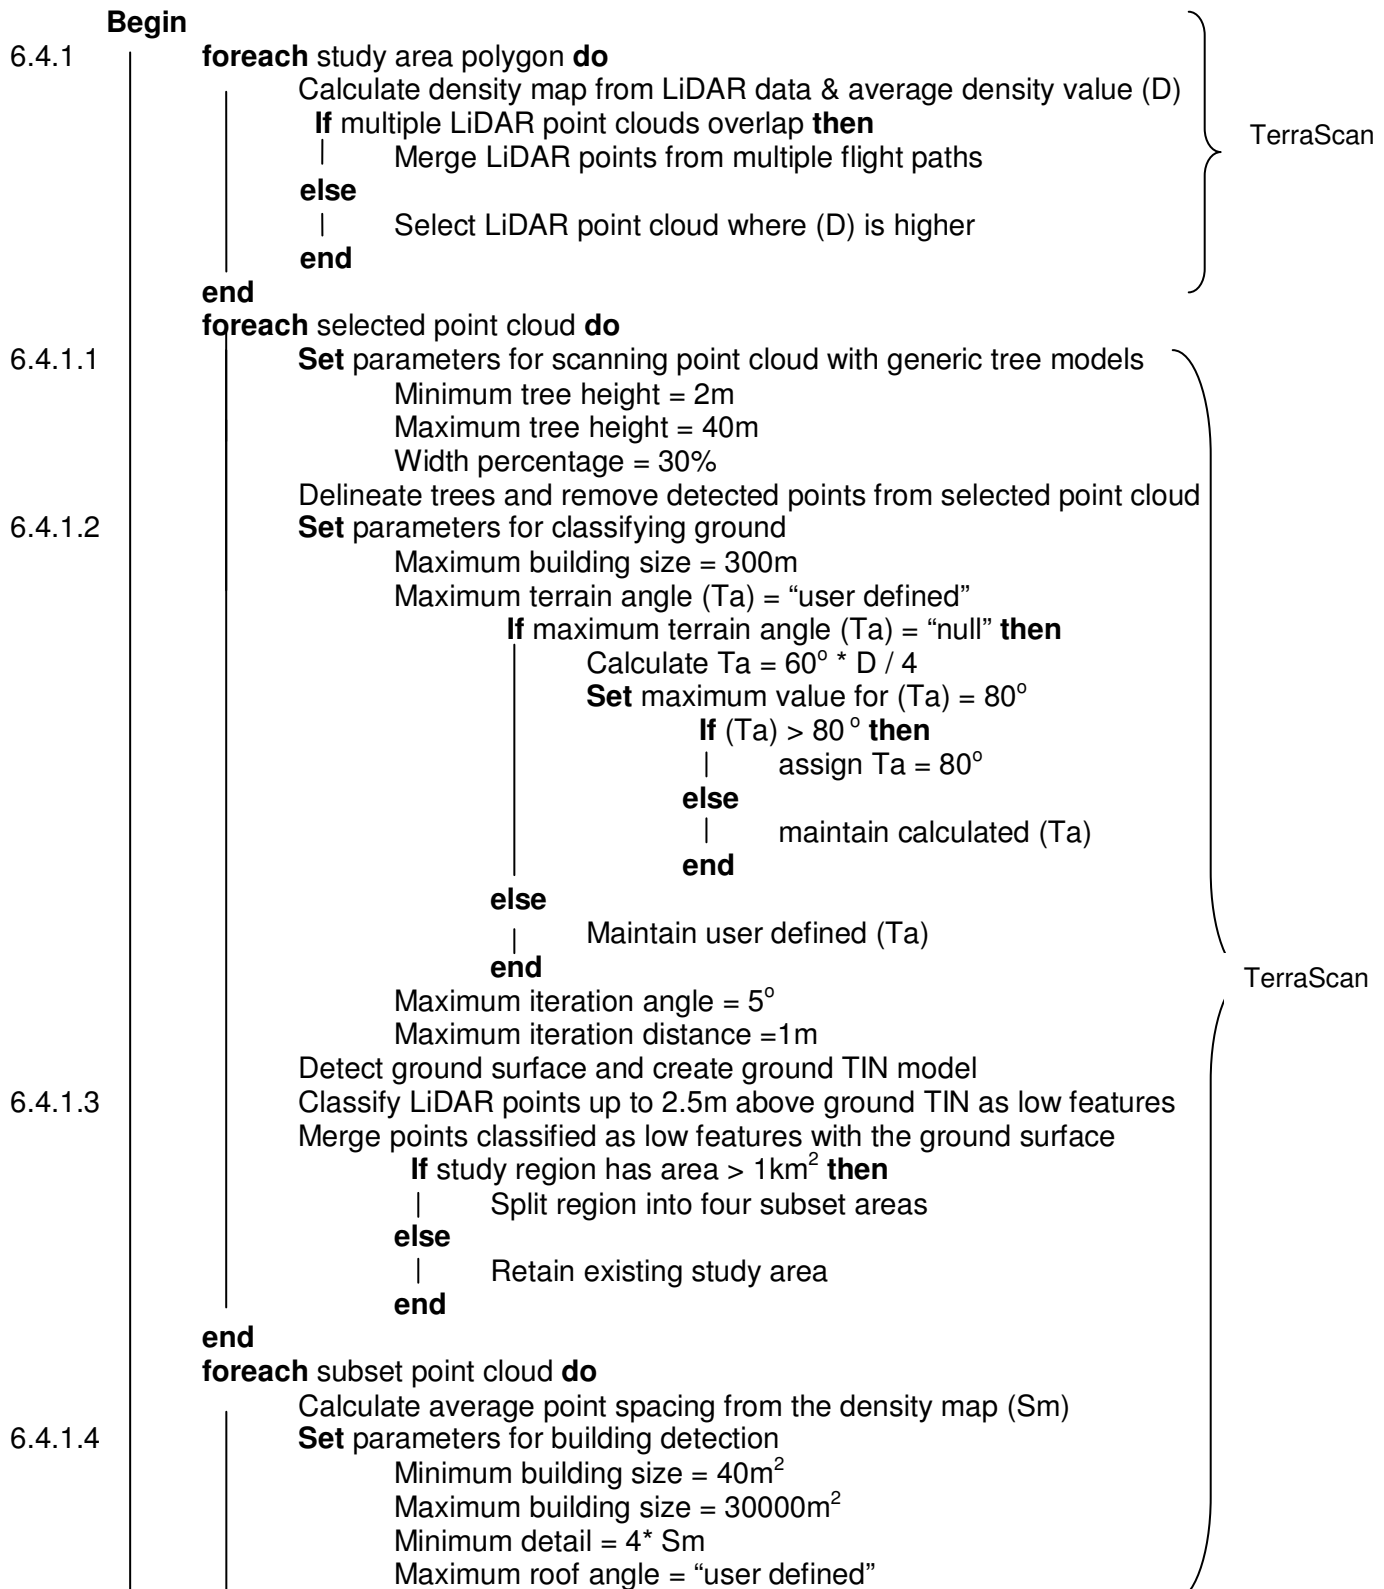 Begin
6.4.1 foreach study area polygon do
Calculate density map from LiDAR data & average density value (D)
If multiple LiDAR point clouds overlap then
TerraScan
Merge LiDAR points from multiple flight paths
else
Select LiDAR point cloud where (D) is higher
end
end
foreach selected point cloud do
6.4.1.1 Set parameters for scanning point cloud with generic tree models
Minimum tree height = 2m
Maximum tree height = 40m
Width percentage = 30%
Delineate trees and remove detected points from selected point cloud
6.4.1.2 Set parameters for classifying ground
Maximum building size = 300m
Maximum terrain angle (Ta) = “user defined”
If maximum terrain angle (Ta) = “null” then
Calculate Ta = 60° * D / 4
Set maximum value for (Ta) = 80°
If (Ta) > 80° then
assign Ta = 80°
else
maintain calculated (Ta)
end
else
Maintain user defined (Ta)
end
TerraScan
Maximum iteration angle = 5°
Maximum iteration distance =1m
Detect ground surface and create ground TIN model
6.4.1.3 Classify LiDAR points up to 2.5m above ground TIN as low features
Merge points classified as low features with the ground surface
If study region has area > 1km² then
Split region into four subset areas
else
Retain existing study area
end
end
foreach subset point cloud do
Calculate average point spacing from the density map (Sm)
6.4.1.4 Set parameters for building detection
Minimum building size = 40m²
Maximum building size = 30000m²
Minimum detail = 4* Sm
Maximum roof angle = “user defined”